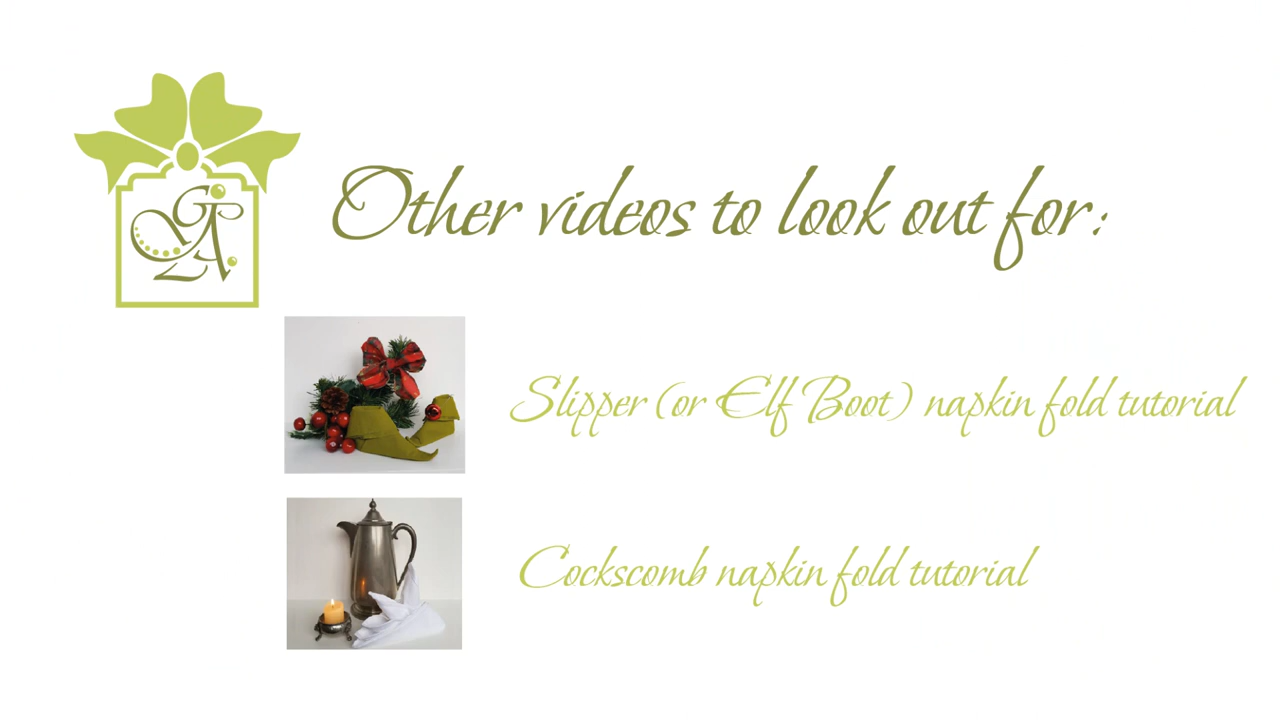 Other videos to look out for:
Slipper (or Elf Boot) napkin fold tutorial
Cockscomb napkin fold tutorial